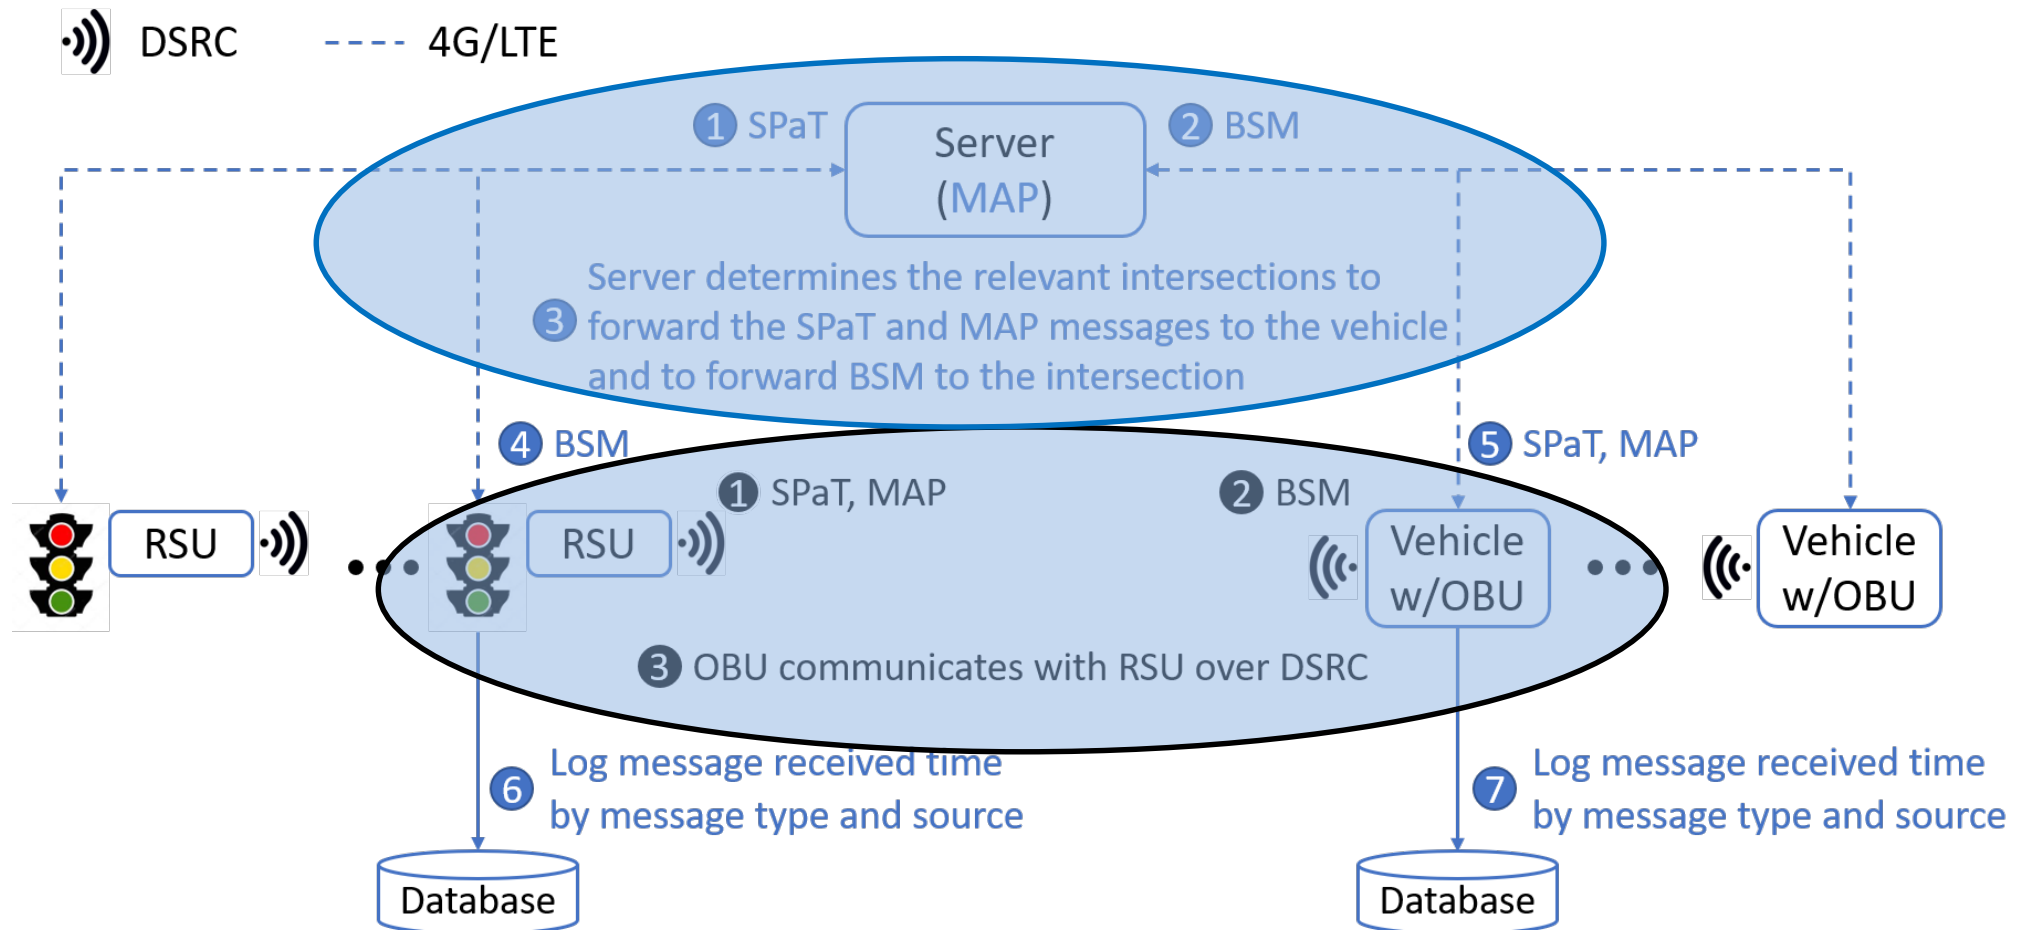 DSRC
4G/LTE
1 SPaT
Server
(MAP)
2 BSM
3
Server determines the relevant intersections to
forward the SPaT and MAP messages to the vehicle
and to forward BSM to the intersection
4 BSM
5 SPaT, MAP
1 SPaT, MAP
2 BSM
RSU
RSU
Vehicle
w/OBU
Vehicle
w/OBU
3 OBU communicates with RSU over DSRC
6
Log message received time
by message type and source
7
Log message received time
by message type and source
Database
Database